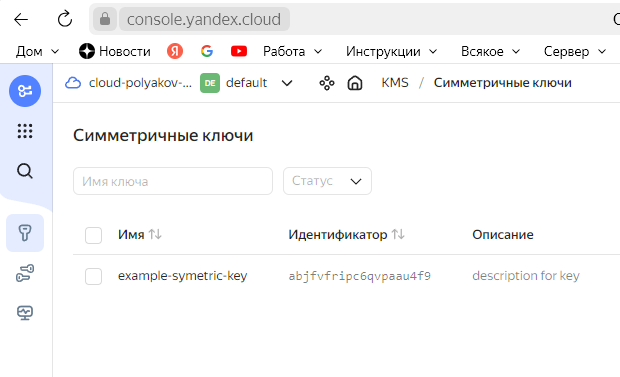 console.yandex.cloud
Дом Новости Я G Работа Инструкции Всякое Сервер
cloud-polyakov-... DE default KMS / Симметричные ключи
Симметричные ключи
Имя ключа Статус
Имя Идентификатор Описание
example-symetric-key abjfvfripc6qvpaau4f9 description for key